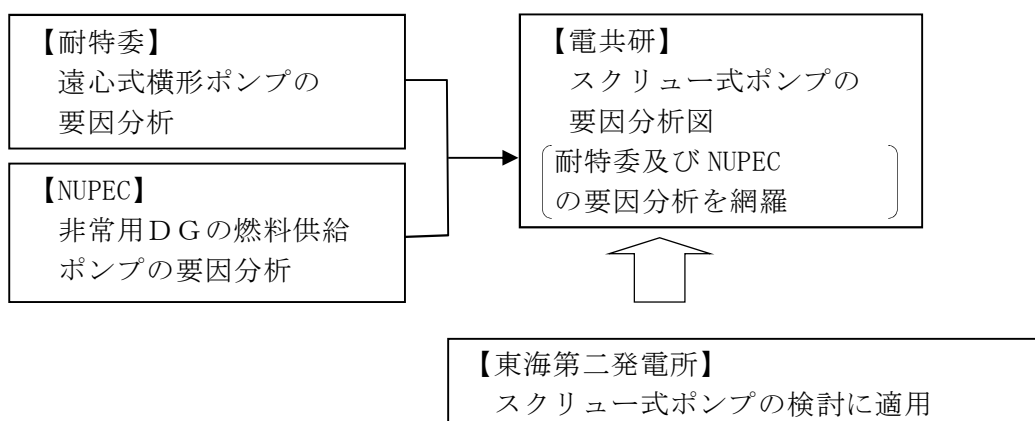 【耐特委】
遠心式横形ポンプの
要因分析
【NUPEC】
非常用ＤＧの燃料供給
ポンプの要因分析
【電共研】
スクリュー式ポンプの
要因分析図
耐特委及び NUPEC
の要因分析を網羅
【東海第二発電所】
スクリュー式ポンプの検討に適用